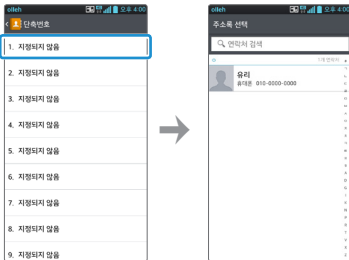 olleh 오후 4:00
단축번호
1. 지정되지 않음
2. 지정되지 않음
3. 지정되지 않음
4. 지정되지 않음
5. 지정되지 않음
6. 지정되지 않음
7. 지정되지 않음
8. 지정되지 않음
9. 지정되지 않음
olleh 오후 4:00
주소록 선택
연락처 검색
1개 연락처
유리
휴대폰 010-0000-0000